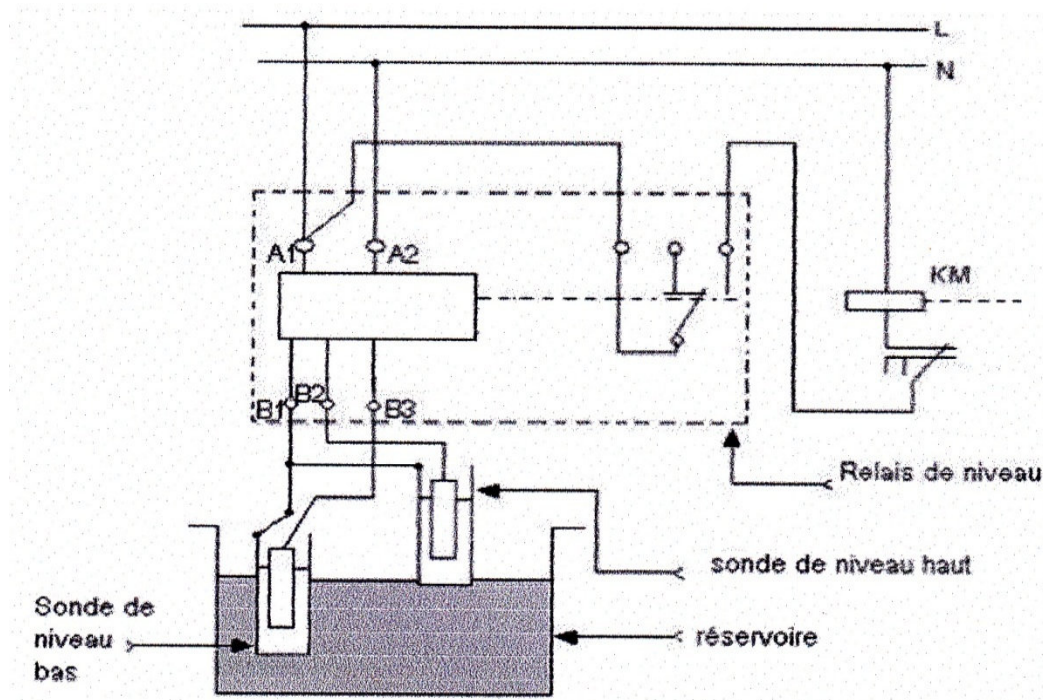 L
N
A1
A2
KM
B1
B2
B3
Relais de niveau
sonde de niveau haut
Sonde de
niveau
bas
réservoire